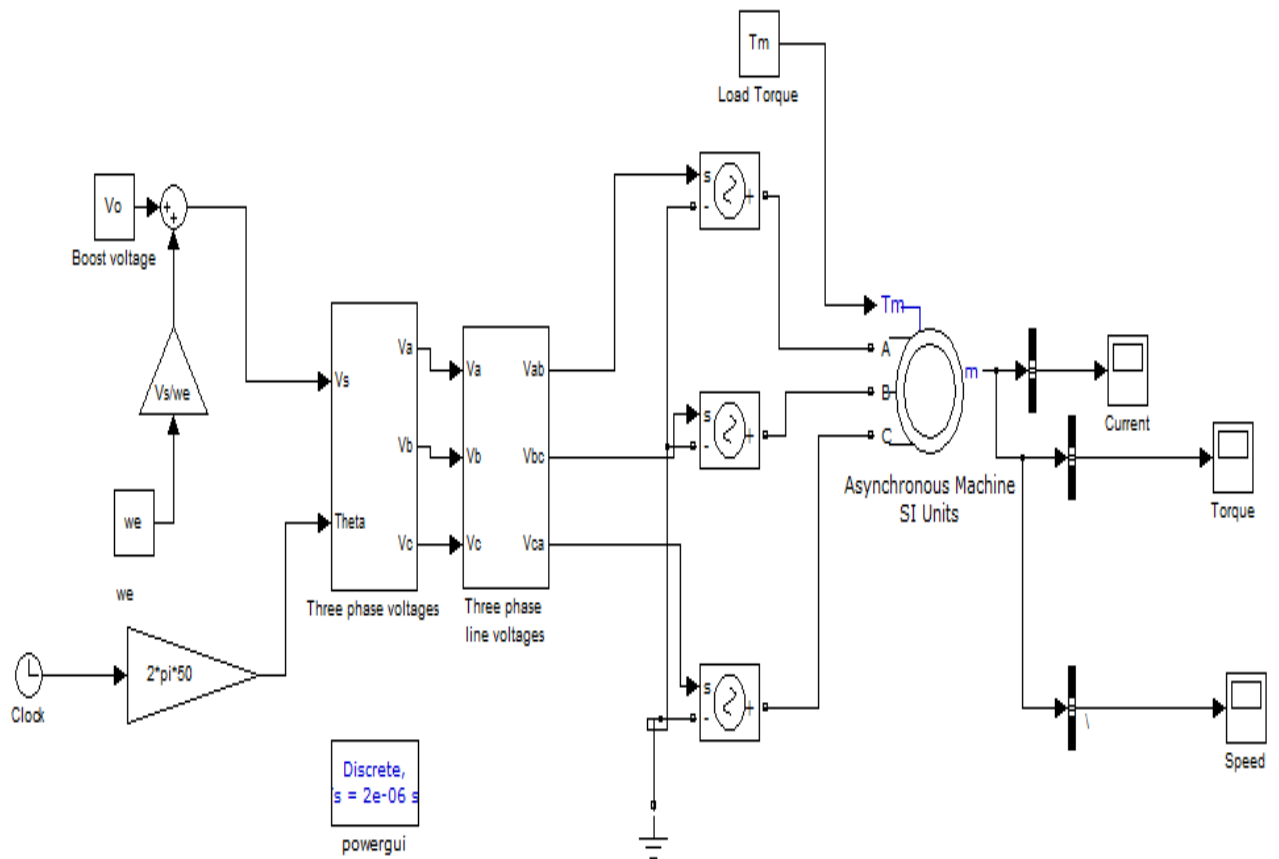 Tm
Load Torque
s
-
+
Vo
+
+
Boost voltage
Vs/we
we
we
Vs
Theta
Va
Vb
Vc
Three phase voltages
Va
Vb
Vc
Vab
Vbc
Vca
Three phase
line voltages
2*pi*50
Clock
Discrete,
s = 2e-06 s
powergui
s
-
+
s
-
+
Tm
A
B
C
m
Asynchronous Machine
SI Units
Current
Torque
\
Speed